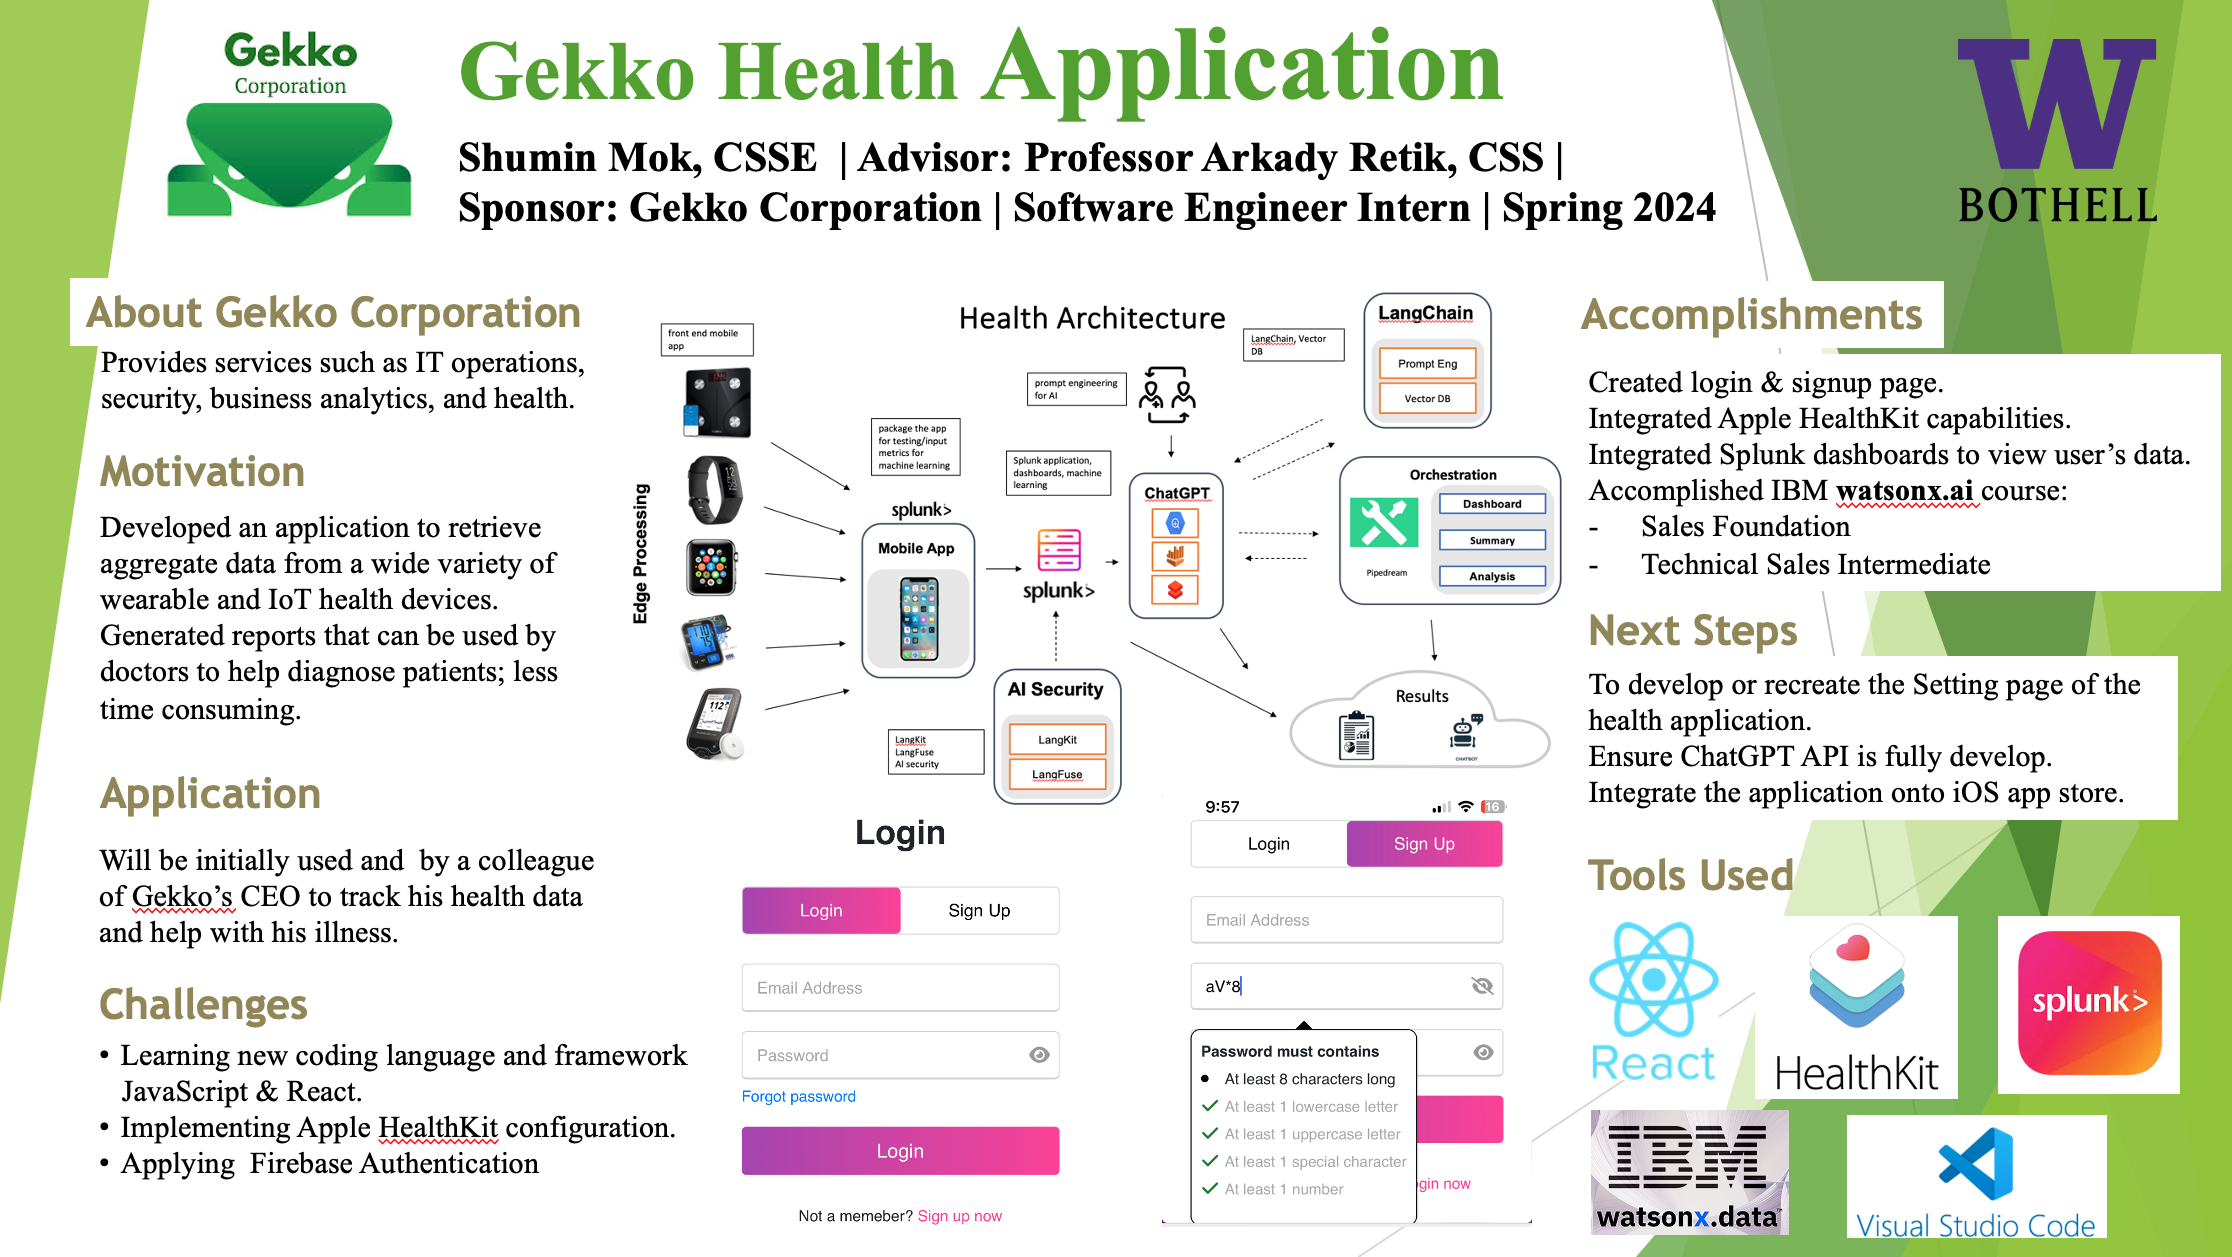 Gekko
Corporation
Gekko Health Application
Shumin Mok, CSSE | Advisor: Professor Arkady Retik, CSS |
Sponsor: Gekko Corporation | Software Engineer Intern | Spring 2024
W
BOTHELL
About Gekko Corporation
Provides services such as IT operations,
security, business analytics, and health.
Motivation
Developed an application to retrieve
aggregate data from a wide variety of
wearable and IoT health devices.
Generated reports that can be used by
doctors to help diagnose patients; less
time consuming.
Application
Will be initially used and by a colleague
of Gekko's CEO to track his health data
and help with his illness.
Challenges
• Learning new coding language and framework
JavaScript & React.
• Implementing Apple HealthKit configuration.
• Applying Firebase Authentication
Health Architecture
front end mobile
app
Edge Processing
package the app
for testing/input
metrics for
machine learning
splunk>
Mobile App
Splunk application,
dashboards, machine
learning
splunk>
prompt engineering
for AI
ChatGPT
LangChain, Vector
DB
LangChain
Prompt Eng
Vector DB
Orchestration
Pipedream
Dashboard
Summary
Analysis
LangKit
LangFuse
AI security
AI Security
LangKit
LangFuse
Results
CHATBOT
112
Login
Login
Sign Up
Email Address
Password
Forgot password
Login
Not a memeber? Sign up now
9:57
16
Login
Sign Up
Email Address
aV*8
Password must contains
• At least 8 characters long
At least 1 lowercase letter
At least 1 uppercase letter
At least 1 special character
At least 1 number
gin now
Accomplishments
Created login & signup page.
Integrated Apple HealthKit capabilities.
Integrated Splunk dashboards to view user's data.
Accomplished IBM watsonx.ai course:
- Sales Foundation
- Technical Sales Intermediate
Next Steps
To develop or recreate the Setting page of the
health application.
Ensure ChatGPT API is fully develop.
Integrate the application onto iOS app store.
Tools Used
React
HealthKit
splunk>
IBM
watsonx.data
Visual Studio Code